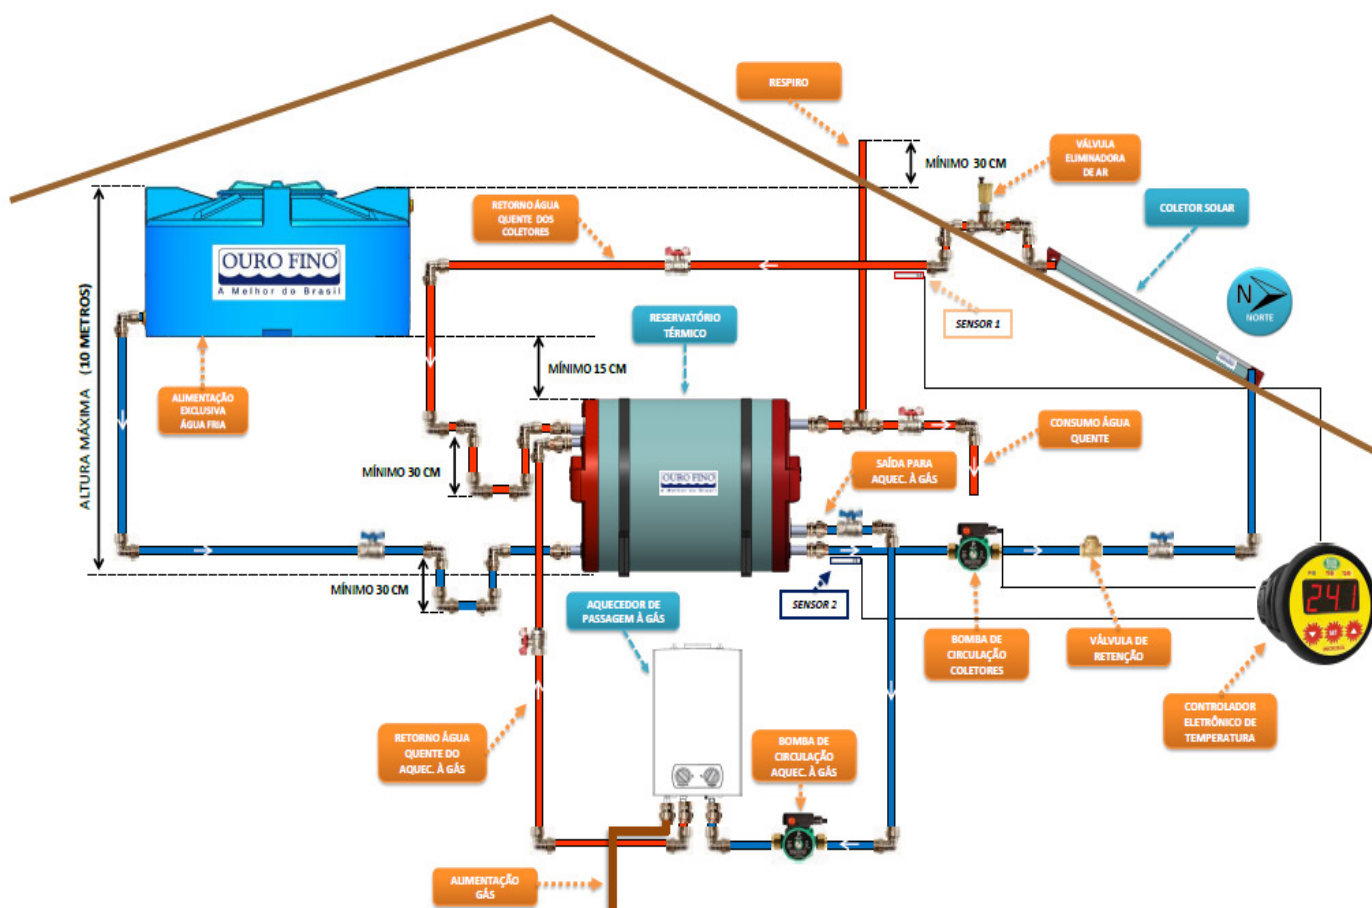 RESPIRO
MÍNIMO 30 CM
VÁLVULA
ELIMINADORA
DE AR
RETORNO ÁGUA
QUENTE DOS
COLETORES
COLETOR SOLAR
OURO FINO
A Melhor do Brasil
N
NORTE
SENSOR 1
RESERVATÓRIO
TÉRMICO
ALTURA MÁXIMA (10 METROS)
MÍNIMO 15 CM
ALIMENTAÇÃO
EXCLUSIVA
ÁGUA FRIA
CONSUMO ÁGUA
QUENTE
MÍNIMO 30 CM
OURO FINO
A Melhor do Brasil
SAÍDA PARA
AQUEC. À GÁS
MÍNIMO 30 CM
SENSOR 2
AQUECEDOR DE
PASSAGEM À GÁS
24.1
BOMBA DE
CIRCULAÇÃO
COLETORES
VÁLVULA DE
RETENÇÃO
CONTROLADOR
ELETRÔNICO DE
TEMPERATURA
RETORNO ÁGUA
QUENTE DO
AQUEC. À GÁS
BOMBA DE
CIRCULAÇÃO
AQUEC. À GÁS
ALIMENTAÇÃO
GÁS